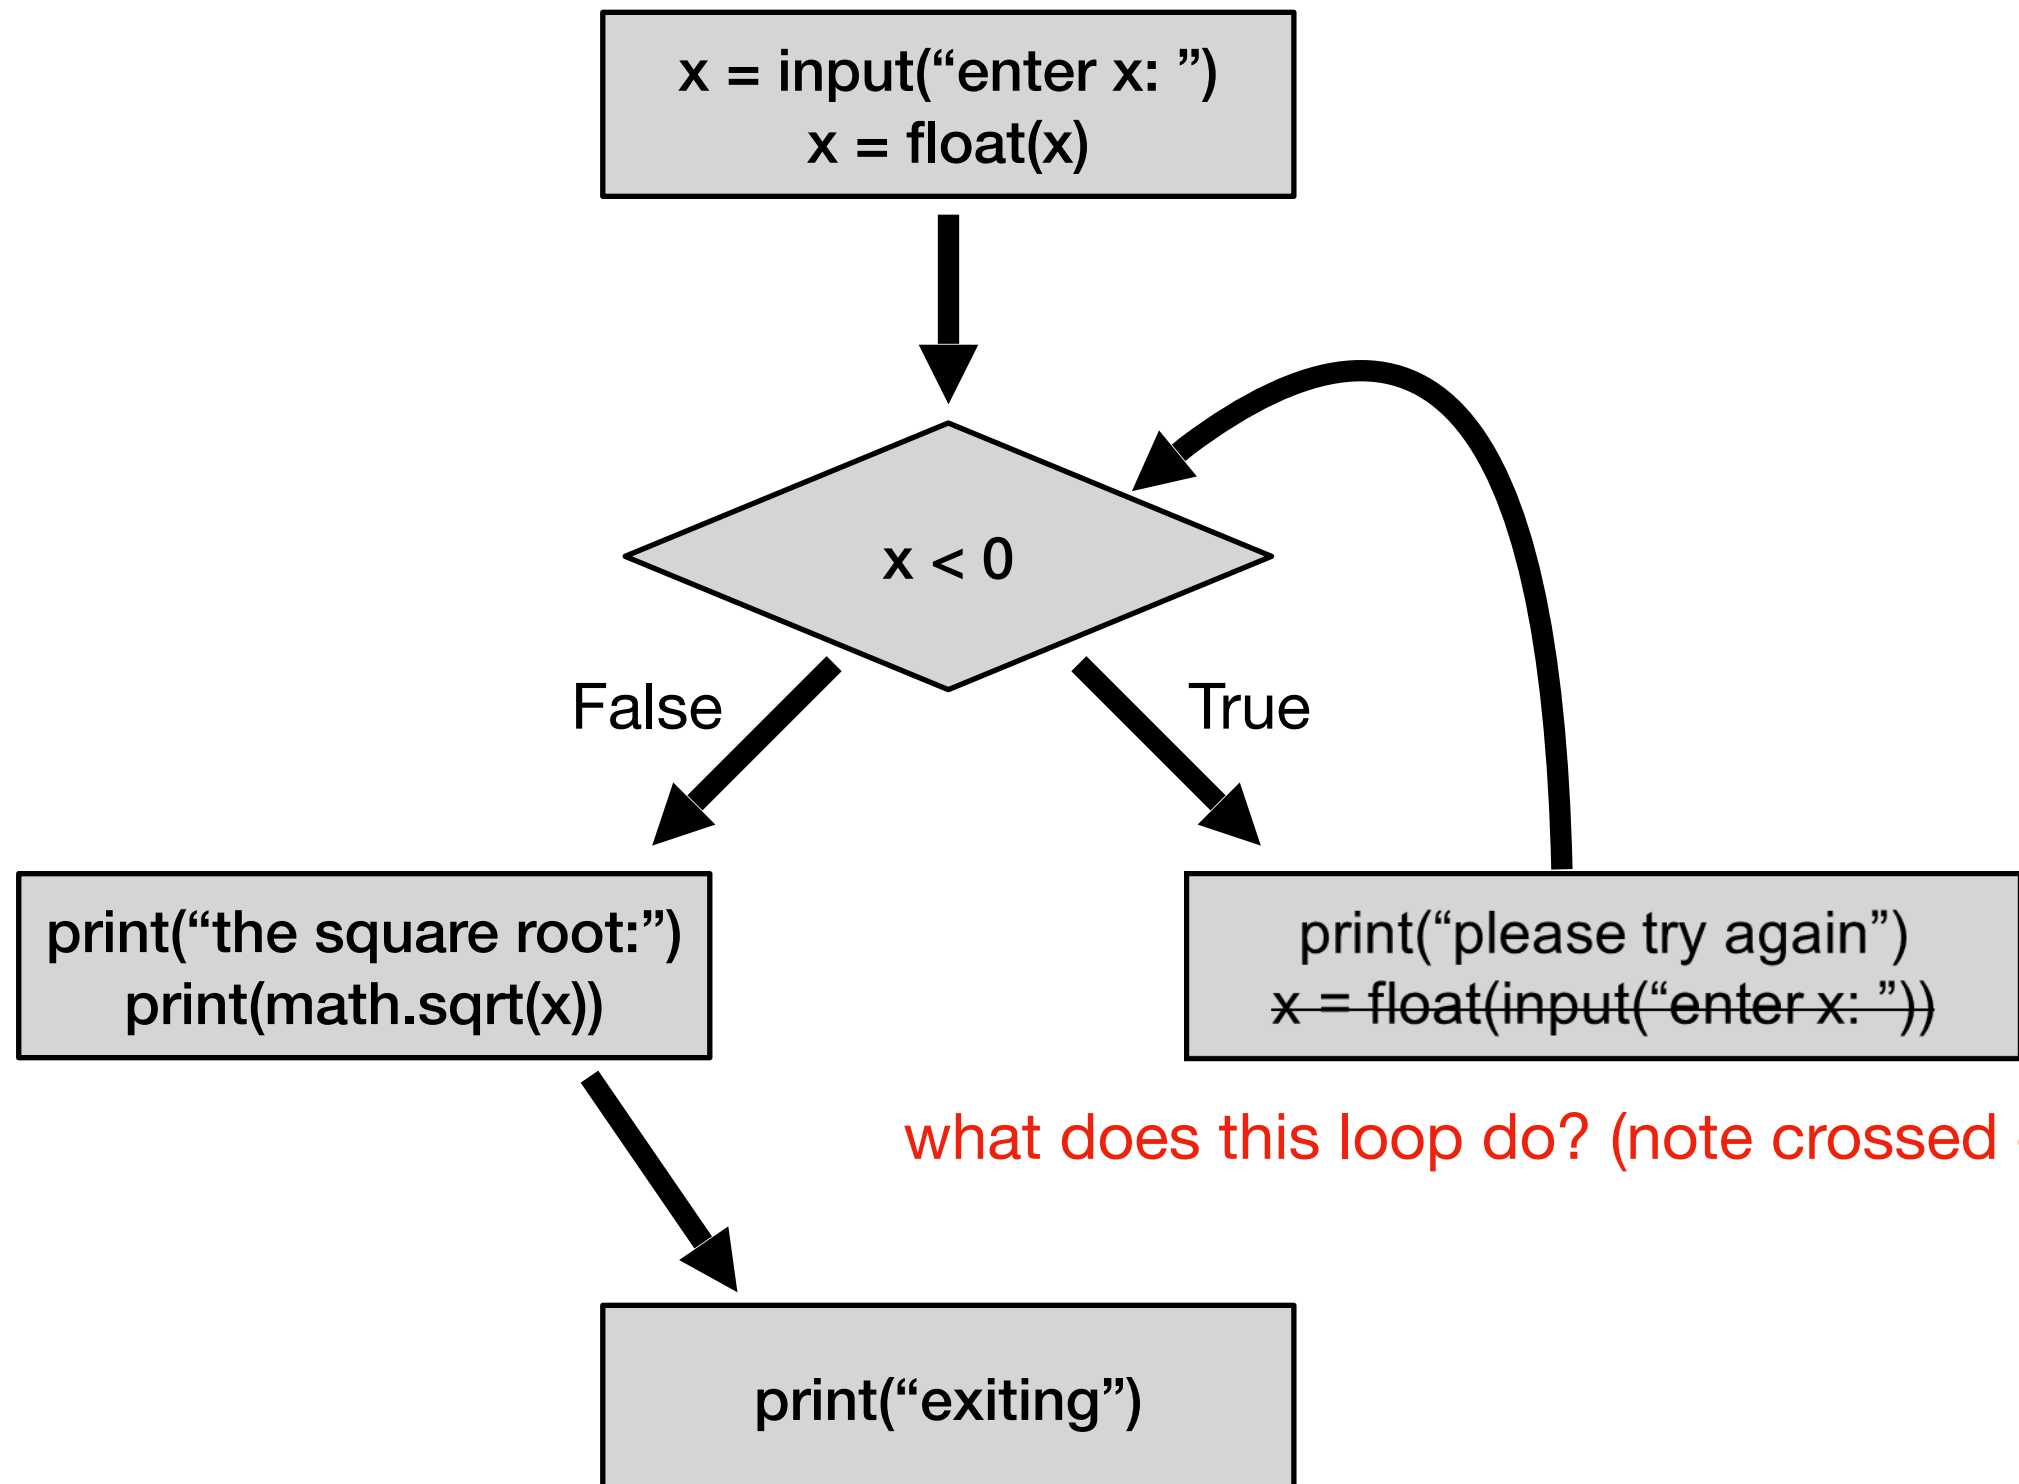 x = input(“enter x: ”)
x = float(x)
x < 0
False
True
print(“the square root:”)
print(math.sqrt(x))
print(“please try again”)
x = float(input(“enter x: ”))
what does this loop do? (note crossed
print(“exiting”)